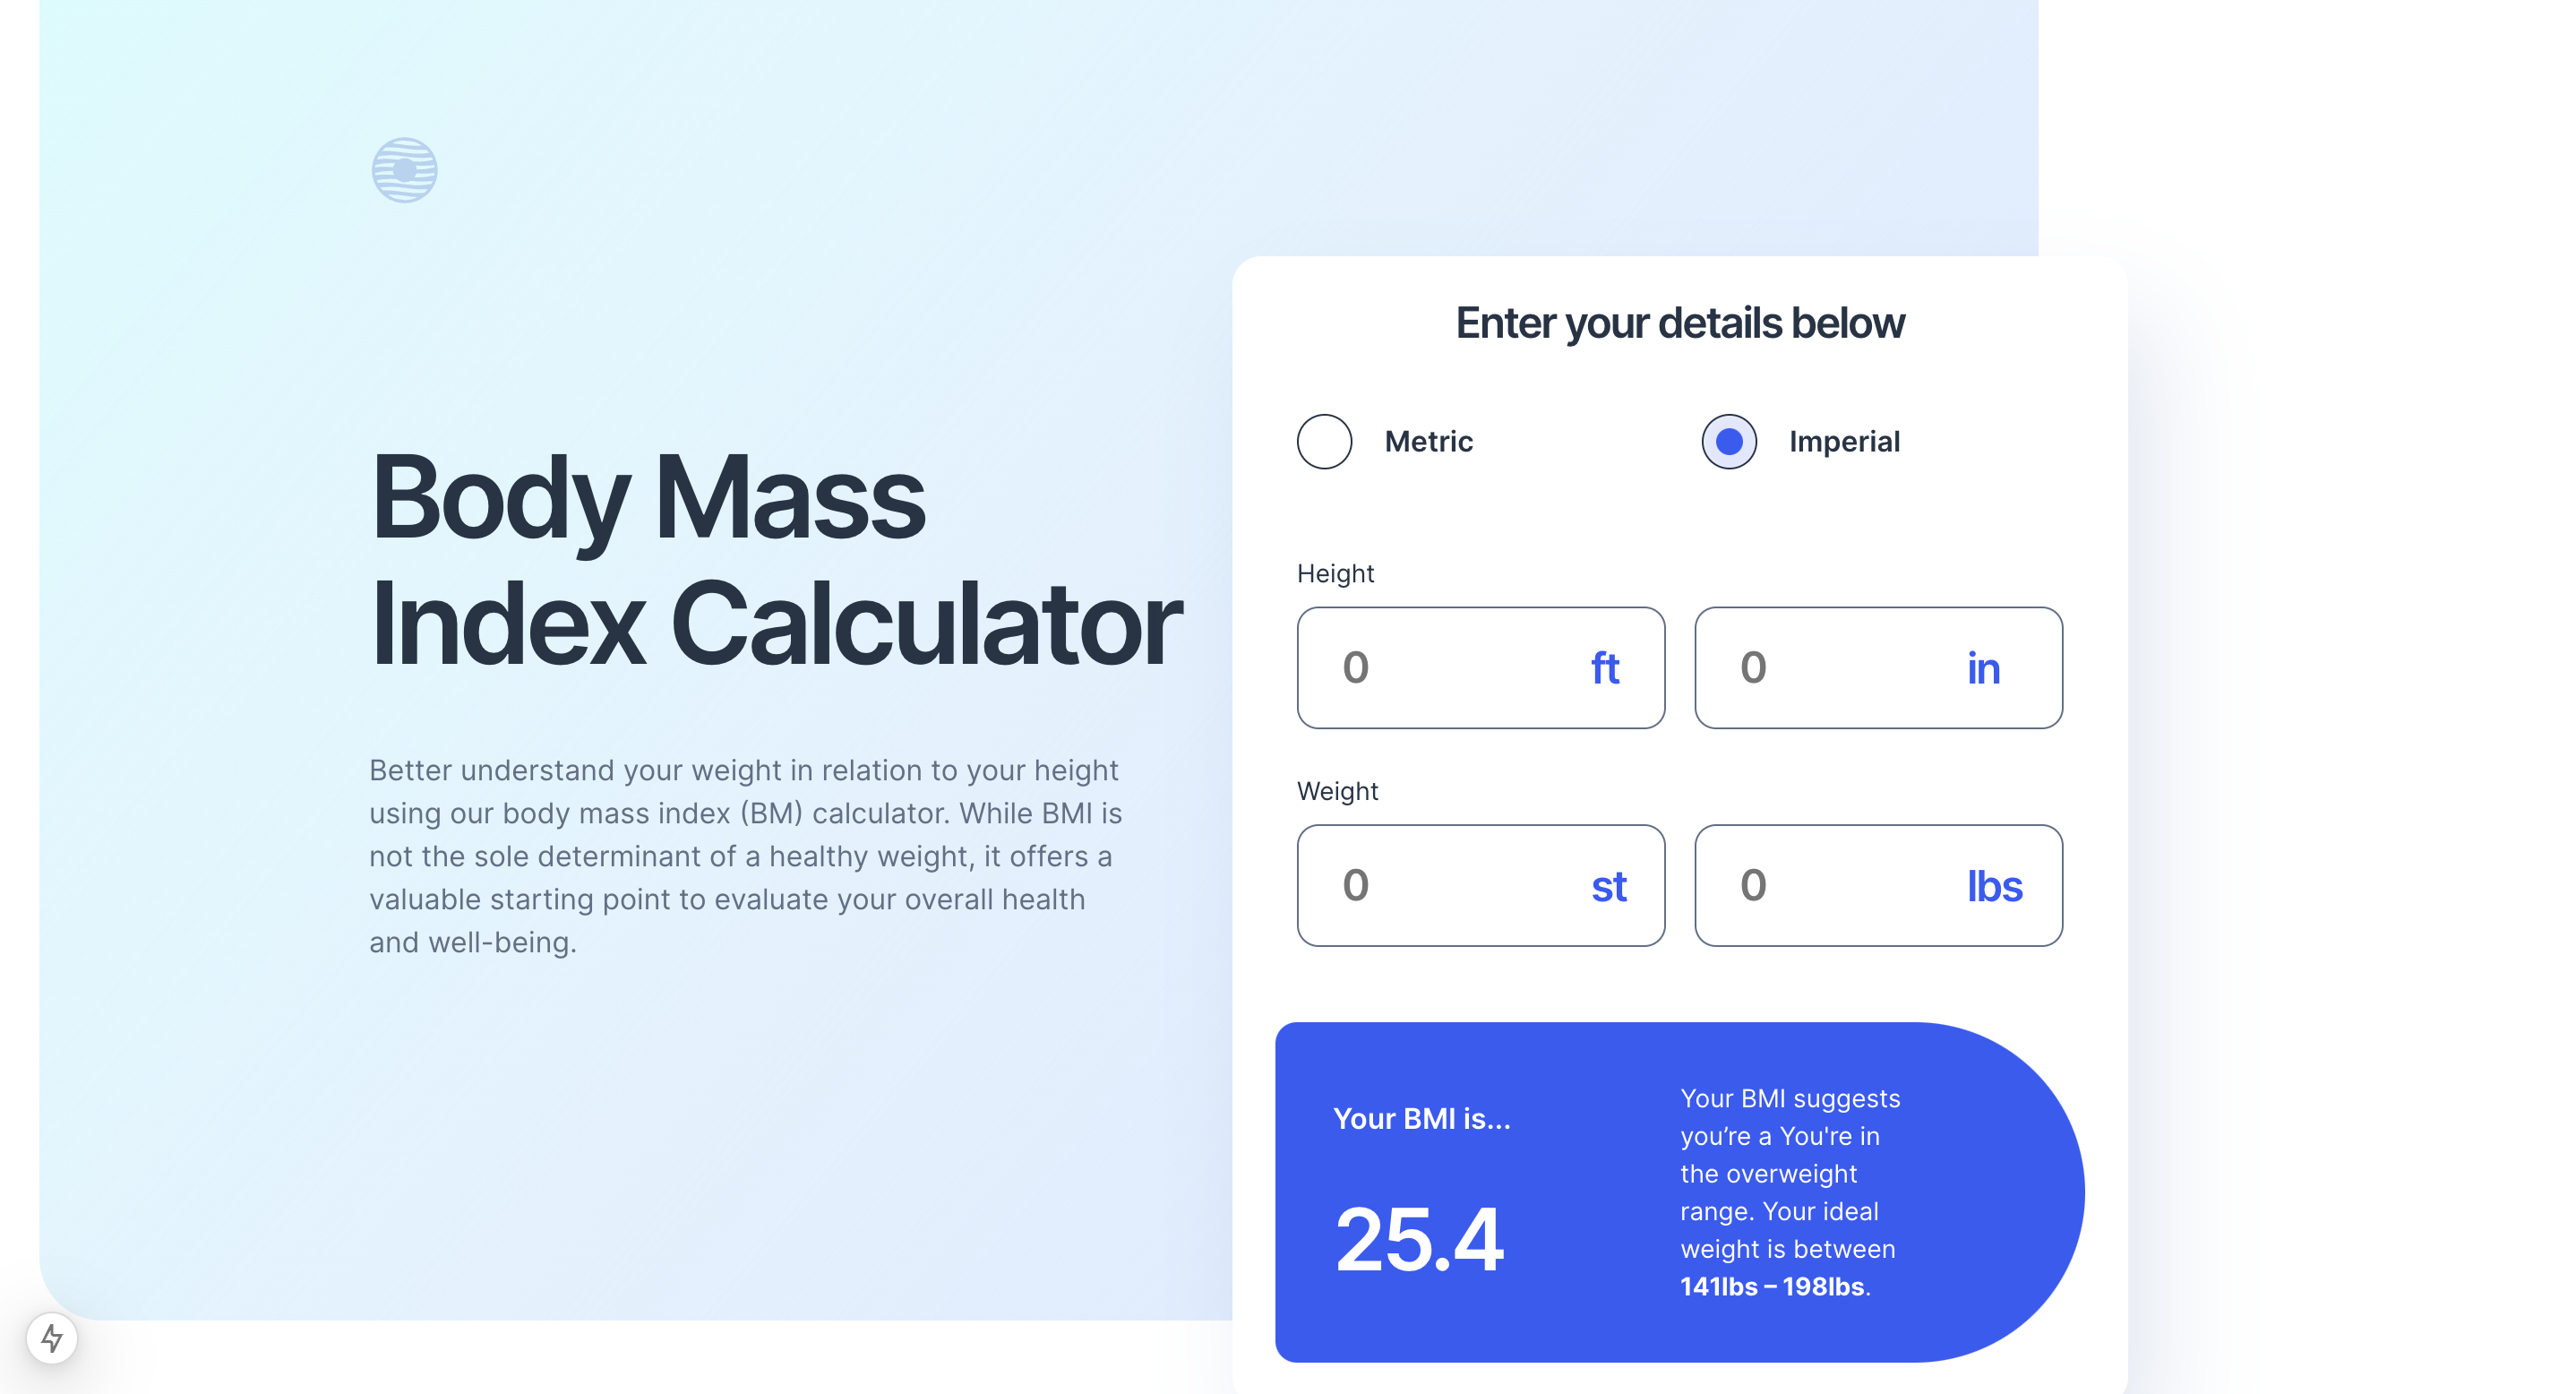 Body Mass
Index Calculator
Better understand your weight in relation to your height
using our body mass index (BM) calculator. While BMI is
not the sole determinant of a healthy weight, it offers a
valuable starting point to evaluate your overall health
and well-being.
Enter your details below
Metric
Imperial
Height
0 ft
0 in
Weight
0 st
0 lbs
Your BMI is...
25.4
Your BMI suggests
you’re a You're in
the overweight
range. Your ideal
weight is between
141lbs – 198lbs.